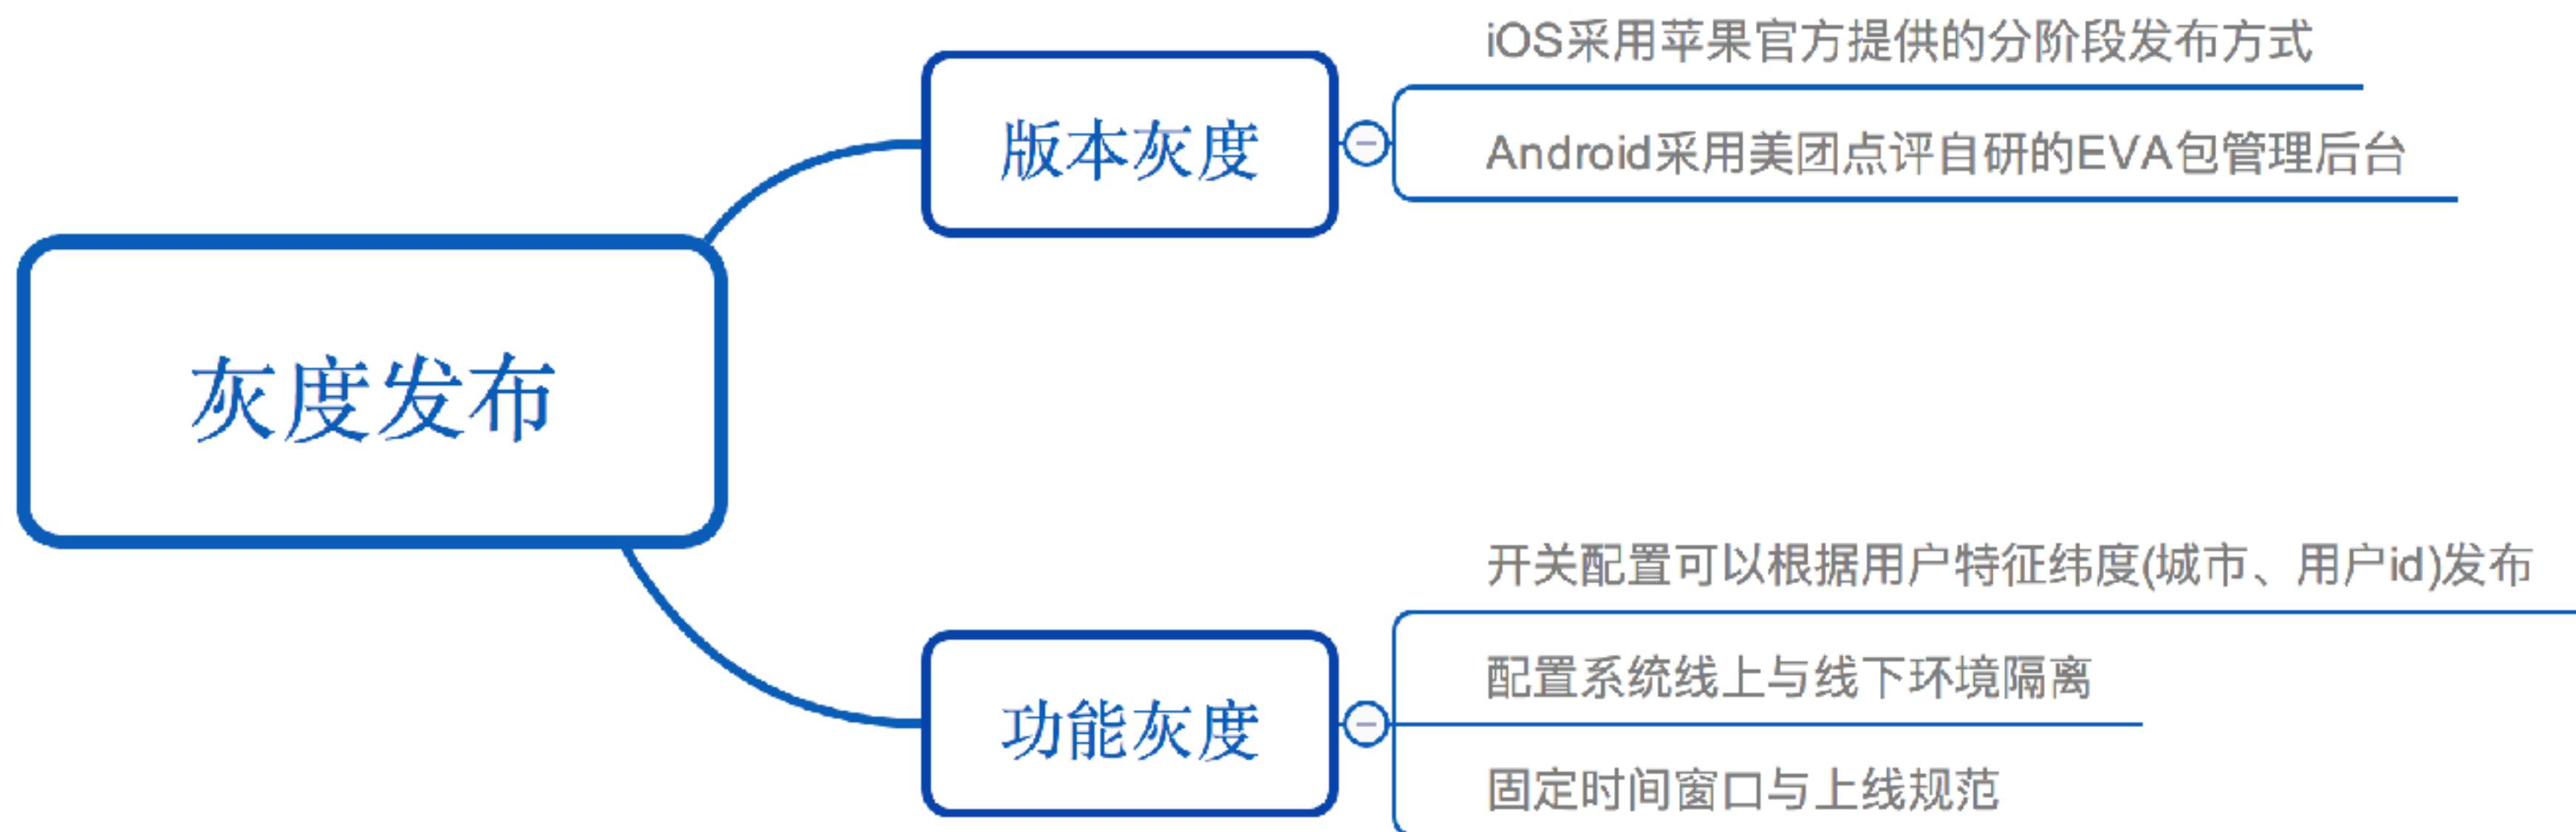 灰度发布
版本灰度
iOS采用苹果官方提供的分阶段发布方式
Android采用美团点评自研的EVA包管理后台
功能灰度
开关配置可以根据用户特征纬度(城市、用户id)发布
配置系统线上与线下环境隔离
固定时间窗口与上线规范